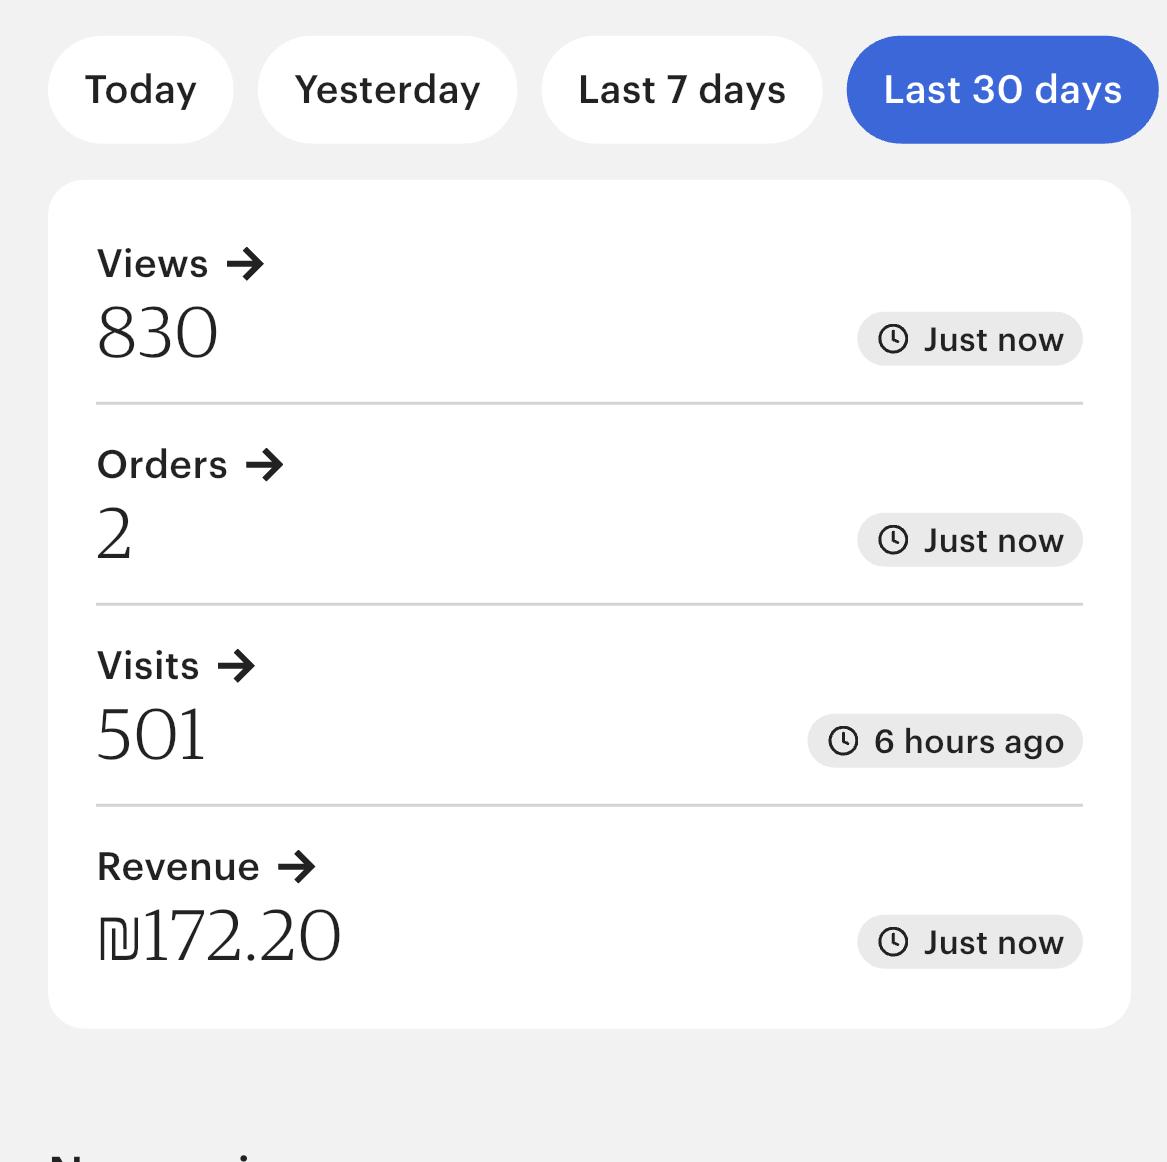 Today Yesterday Last 7 days Last 30 days
Views →
830
Just now
Orders →
2
Just now
Visits →
501
6 hours ago
Revenue →
₪172.20
Just now